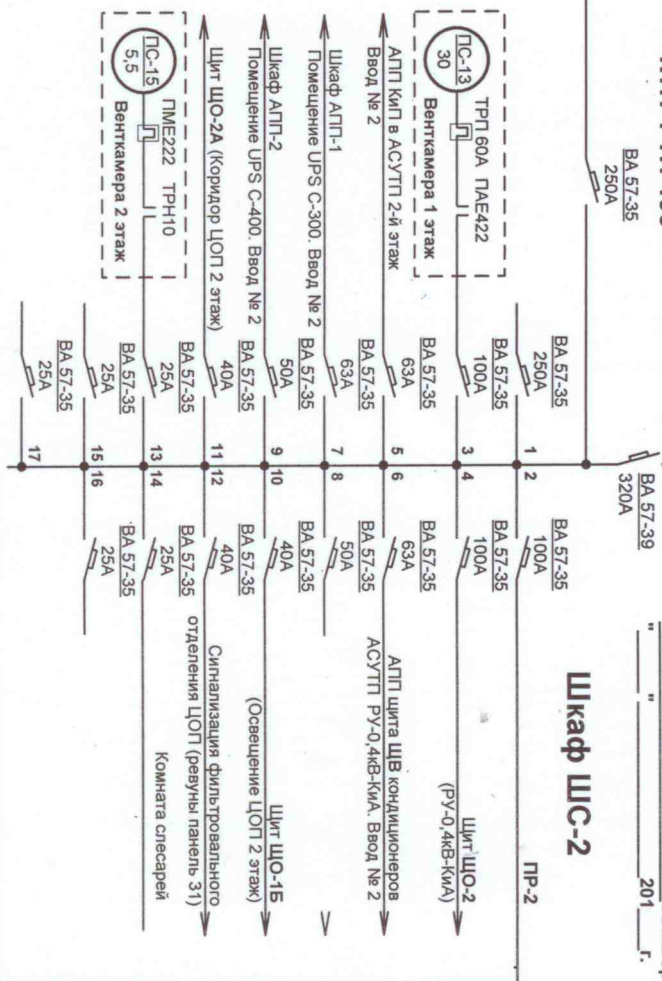 "___"__________201___г.
Шкаф ШС-2
ВА 57-39
320А
ВА 57-35
250А
ПР-2
ВА 57-35
250А
1
2
ВА 57-35
100А
ПС-13
30
ТРП 60А ПАЕ422
Венткамера 1 этаж
ВА 57-35
100А
3
4
ВА 57-35
100А
Щит ЩО-2
(РУ-0,4кВ-КиА)
АПП КиП в АСУТП 2-й этаж
Ввод № 2
ВА 57-35
63А
5
6
ВА 57-35
63А
АПП щита ЩВ кондиционеров
АСУТП РУ-0,4кВ-КиА. Ввод № 2
Шкаф АПП-1
Помещение UPS С-300. Ввод № 2
ВА 57-35
63А
7
8
ВА 57-35
50А
Шкаф АПП-2
Помещение UPS С-400. Ввод № 2
ВА 57-35
50А
9
10
ВА 57-35
40А
Щит ЩО-1Б
(Освещение ЦОП 2 этаж)
Щит ЩО-2А (Коридор ЦОП 2 этаж)
ВА 57-35
40А
11
12
ВА 57-35
40А
Сигнализация фильтровального
отделения ЦОП (ревуны панель 31)
ПС-15
5,5
ПМЕ222 ТРН10
Венткамера 2 этаж
ВА 57-35
25А
13
14
ВА 57-35
25А
Комната слесарей
ВА 57-35
25А
15
16
ВА 57-35
25А
ВА 57-35
25А
17